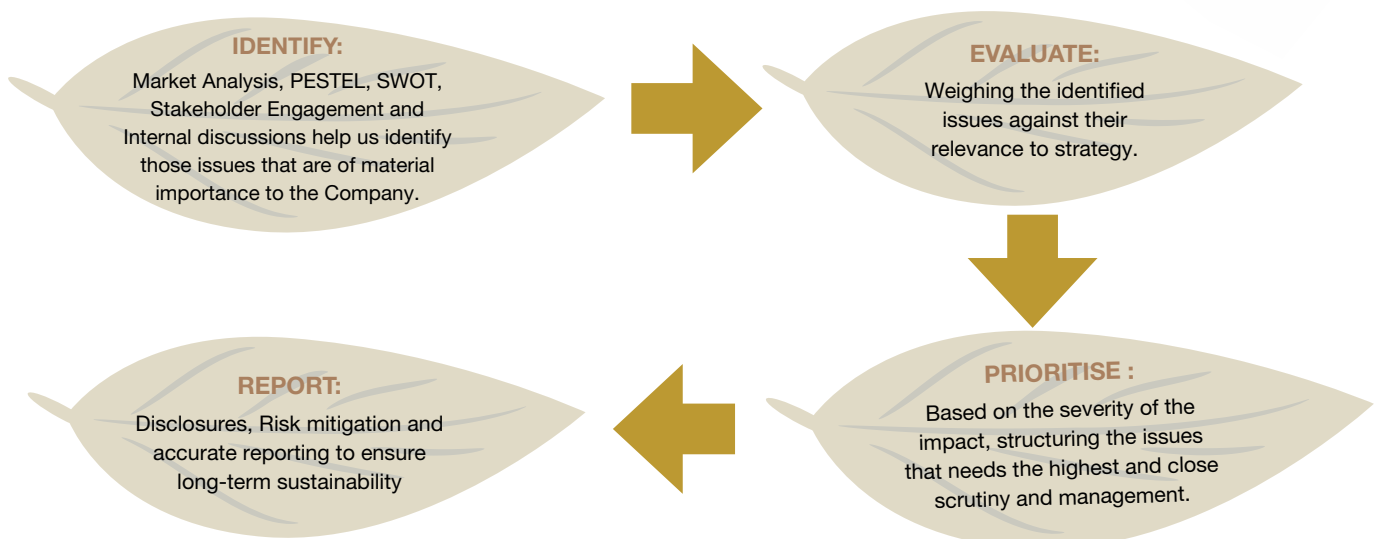 IDENTIFY:
Market Analysis, PESTEL, SWOT,
Stakeholder Engagement and
Internal discussions help us identify
those issues that are of material
importance to the Company.
EVALUATE:
Weighing the identified
issues against their
relevance to strategy.
PRIORITISE :
Based on the severity of the
impact, structuring the issues
that needs the highest and close
scrutiny and management.
REPORT:
Disclosures, Risk mitigation and
accurate reporting to ensure
long-term sustainability